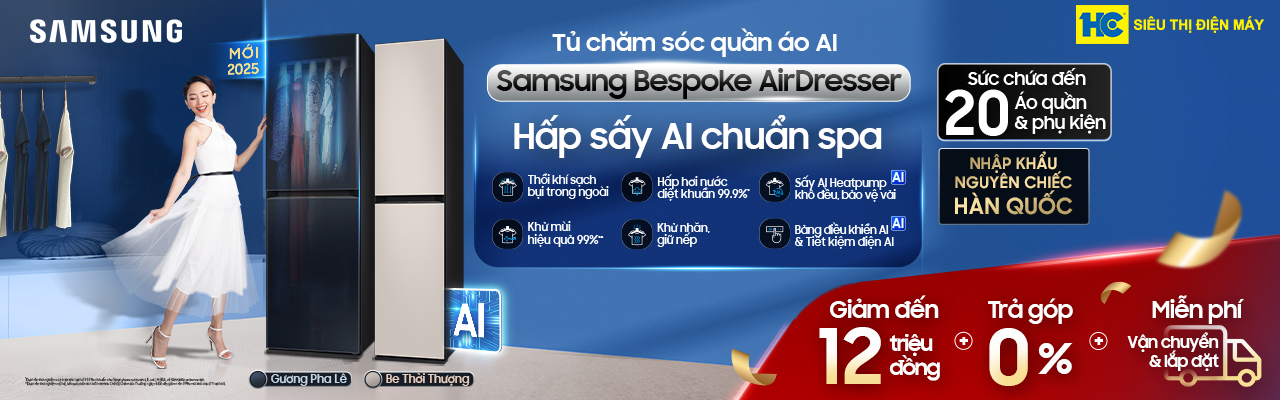 SAMSUNG
MỚI
2025
HC SIÊU THỊ ĐIỆN MÁY
Tủ chăm sóc quần áo AI
Samsung Bespoke AirDresser
Hấp sấy AI chuẩn spa
Thổi khí sạch
bụi trong ngoài
Hấp hơi nước
diệt khuẩn 99.9%*
Sấy AI Heatpump AI
khô đều, bảo vệ vải
Khử mùi
hiệu quả 99%**
Khử nhăn,
giữ nếp
Bảng điều khiển AI AI
& Tiết kiệm điện AI
Sức chứa đến
20 Áo quần
& phụ kiện
NHẬP KHẨU
NGUYÊN CHIẾC
HÀN QUỐC
AI
Gương Pha Lê
Be Thời Thượng
Giảm đến
12 triệu
đồng
+
Trả góp
0%
+
Miễn phí
Vận chuyển
& lắp đặt